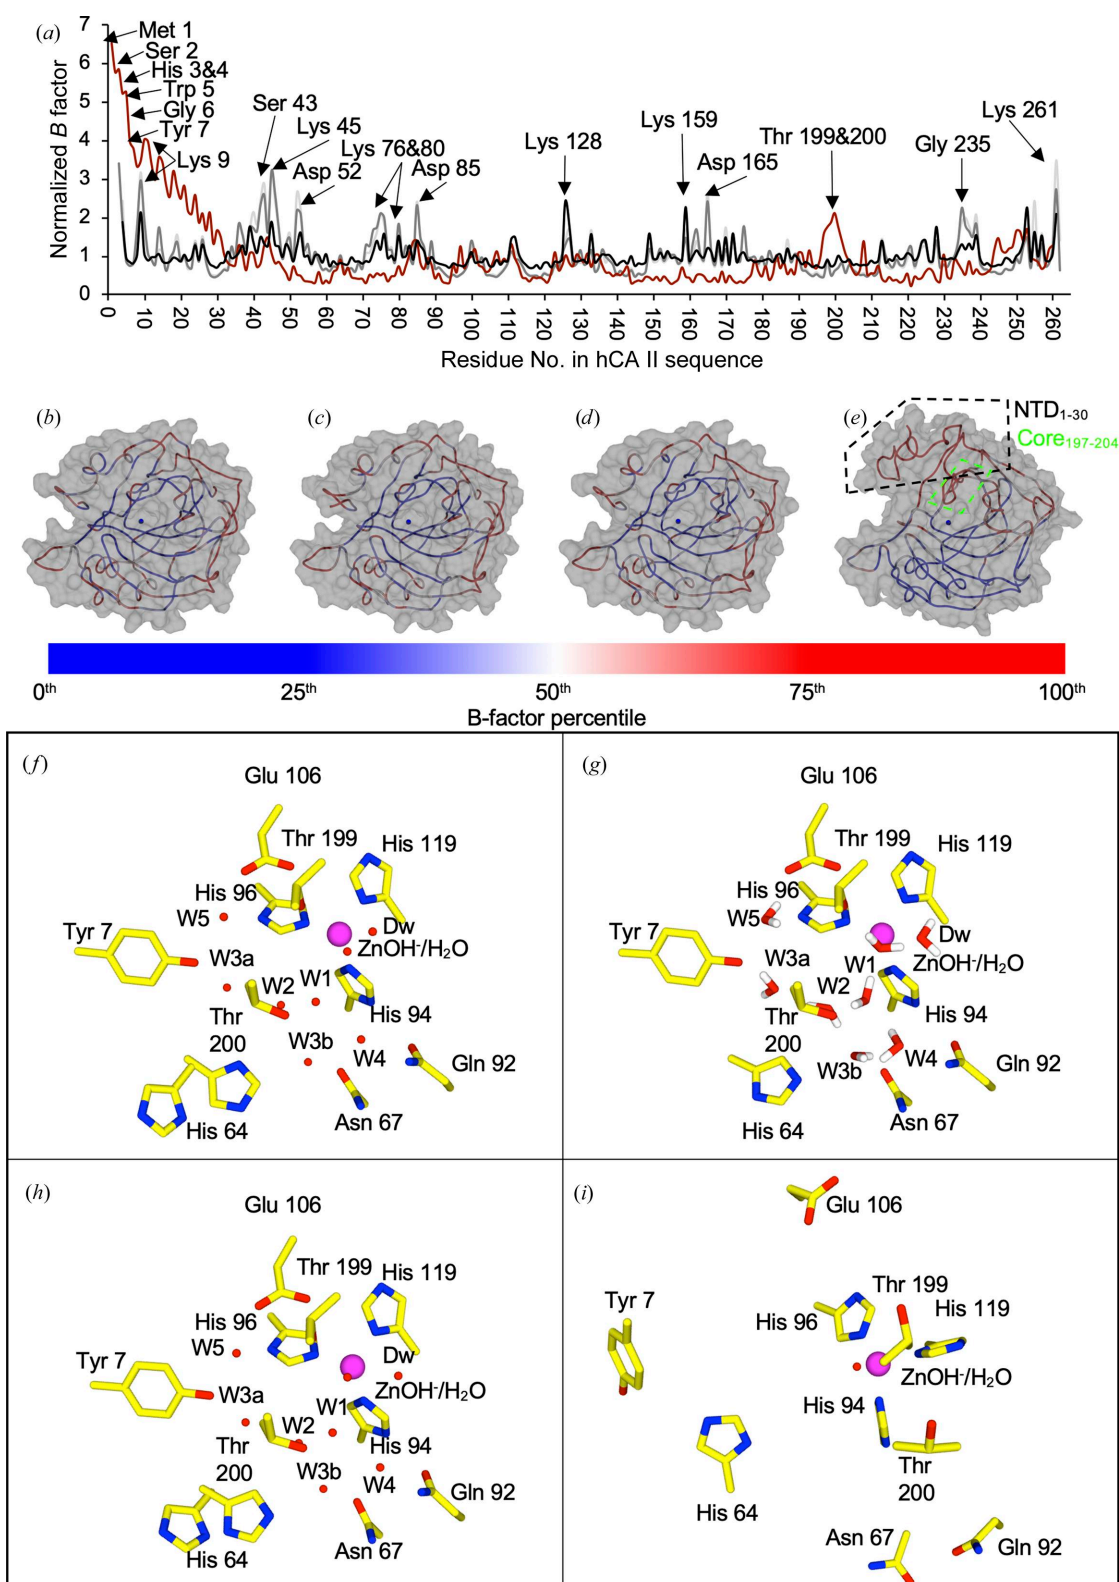 (a)
Normalized B factor
7
6
5
4
3
2
1
0
Met 1
Ser 2
His 3&4
Trp 5
Gly 6
Tyr 7
Lys 9
Ser 43
Lys 45
Asp 52
Lys 76&80
Asp 85
Lys 128
Lys 159
Asp 165
Thr 199&200
Gly 235
Lys 261
0 10 20 30 40 50 60 70 80 90 100 110 120 130 140 150 160 170 180 190 200 210 220 230 240 250 260
Residue No. in hCA II sequence
(b)
(c)
(d)
(e)
NTD1-30
Core197-204
0th 25th 50th 75th 100th
B-factor percentile
(f)
Glu 106
Thr 199
His 119
His 96
W5
Dw
Tyr 7
ZnOH-/H2O
W3a
W1
W2
Thr
200
His 94
W3b
W4
Gln 92
His 64
Asn 67
(g)
Glu 106
Thr 199
His 119
His 96
W5
Dw
Tyr 7
W3a
W1
ZnOH-/H2O
W2
Thr
200
His 94
W3b
W4
Gln 92
His 64
Asn 67
(h)
Glu 106
Thr 199
His 119
His 96
W5
Dw
Tyr 7
ZnOH-/H2O
W3a
W1
W2
Thr
200
His 94
W3b
W4
Gln 92
His 64
Asn 67
(i)
Glu 106
Thr 199
Tyr 7
His 96
His 119
ZnOH-/H2O
His 94
Thr
200
His 64
Asn 67
Gln 92